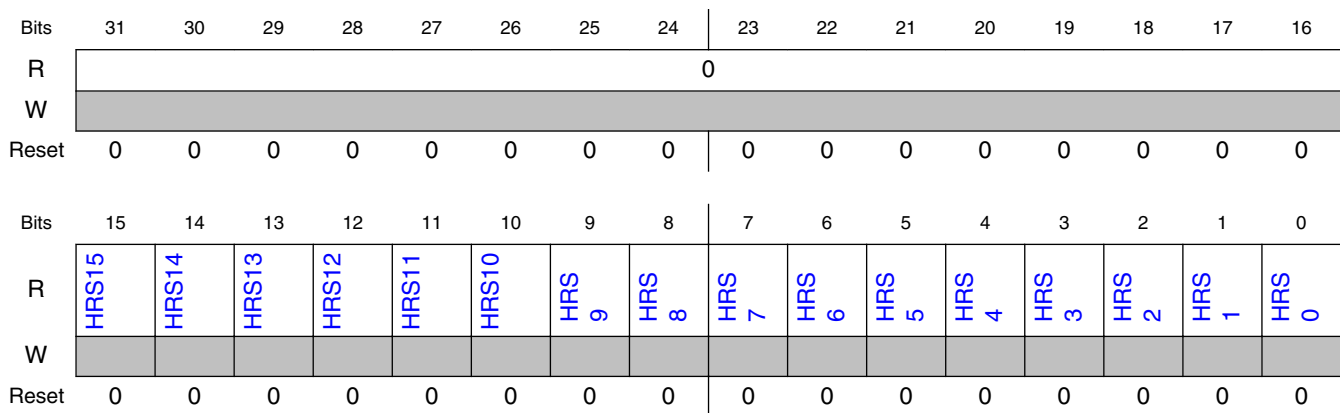 Bits 31 30 29 28 27 26 25 24 23 22 21 20 19 18 17 16
R 0
W
Reset 0 0 0 0 0 0 0 0 0 0 0 0 0 0 0 0
Bits 15 14 13 12 11 10 9 8 7 6 5 4 3 2 1 0
R HRS15 HRS14 HRS13 HRS12 HRS11 HRS10 HRS 9 HRS 8 HRS 7 HRS 6 HRS 5 HRS 4 HRS 3 HRS 2 HRS 1 HRS 0
W
Reset 0 0 0 0 0 0 0 0 0 0 0 0 0 0 0 0